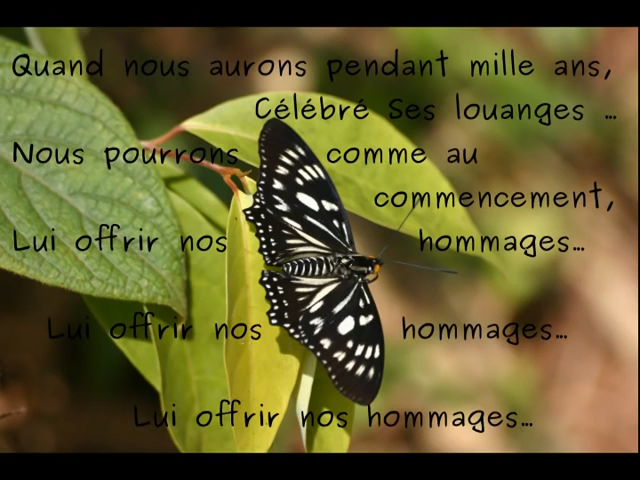 Quand nous aurons pendant mille ans,
Célébré Ses louanges ...
Nous pourrons comme au
commencement,
Lui offrir nos hommages...
Lui offrir nos hommages...
Lui offrir nos hommages...